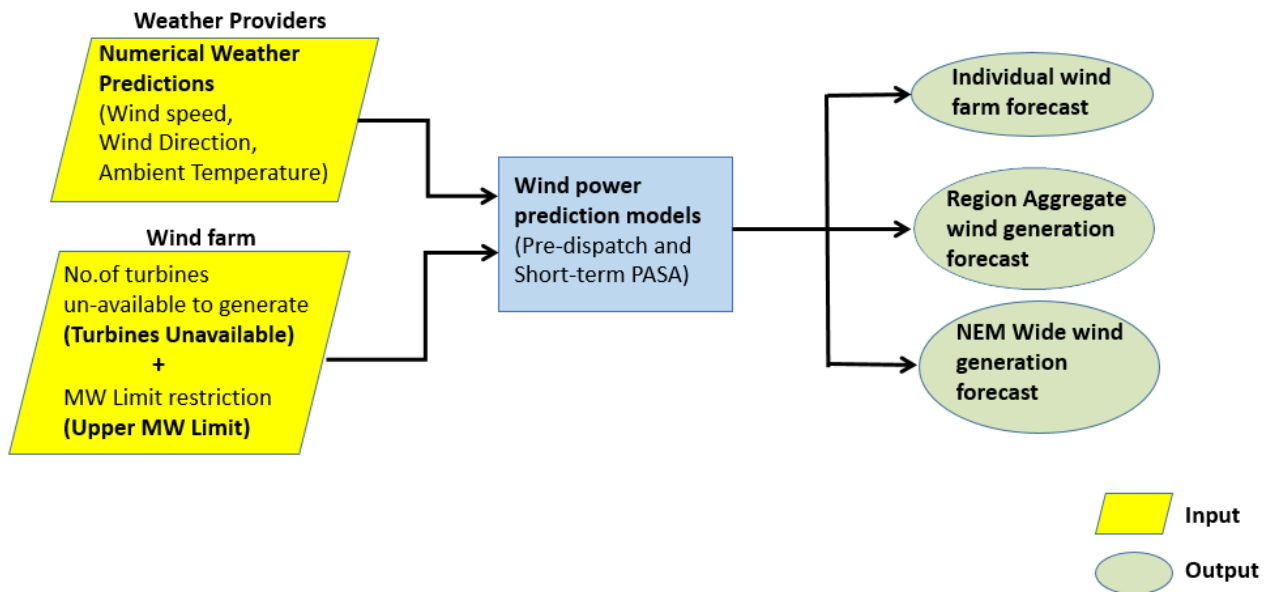 Weather Providers
Numerical Weather
Predictions
(Wind speed,
Wind Direction,
Ambient Temperature)
Wind farm
No.of turbines
un-available to generate
(Turbines Unavailable)
+
MW Limit restriction
(Upper MW Limit)
Wind power
prediction models
(Pre-dispatch and
Short-term PASA)
Individual wind
farm forecast
Region Aggregate
wind generation
forecast
NEM Wide wind
generation
forecast
Input
Output